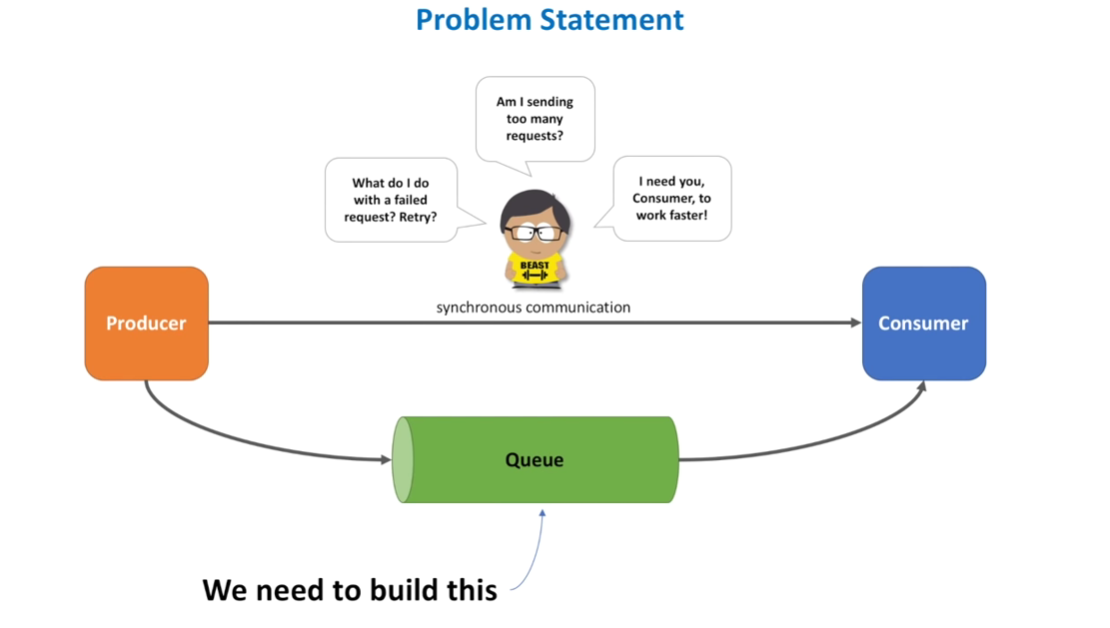 Problem Statement
Am I sending
too many
requests?
What do I do
with a failed
request? Retry?
I need you,
Consumer, to
work faster!
BEAST
synchronous communication
Producer
Consumer
Queue
We need to build this